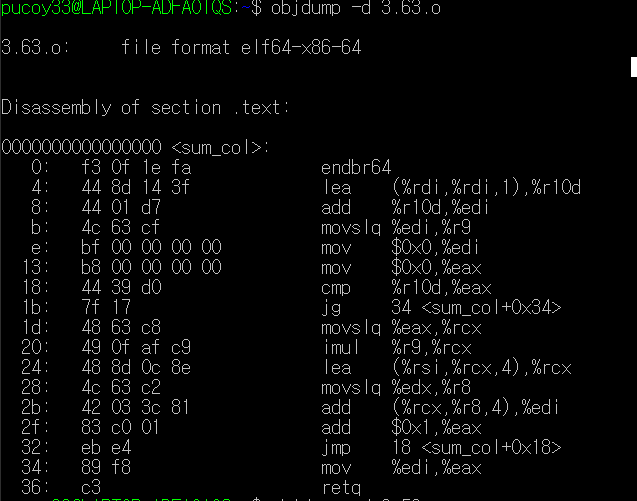 pucoy33@LAPTOP-ADFAOTQS:~$ objdump -d 3.63.o
3.63.o:     file format elf64-x86-64
Disassembly of section .text:
0000000000000000 <sum_col>:
   0:   f3 0f 1e fa             endbr64
   4:   44 8d 14 3f             lea    (%rdi,%rdi,1),%r10d
   8:   44 01 d7                add    %r10d,%edi
   b:   4c 63 cf                movslq %edi,%r9
   e:   bf 00 00 00 00          mov    $0x0,%edi
  13:   b8 00 00 00 00          mov    $0x0,%eax
  18:   44 39 d0                cmp    %r10d,%eax
  1b:   7f 17                   jg     34 <sum_col+0x34>
  1d:   48 63 c8                movslq %eax,%rcx
  20:   49 0f af c9             imul   %r9,%rcx
  24:   48 8d 0c 8e             lea    (%rsi,%rcx,4),%rcx
  28:   4c 63 c2                movslq %edx,%r8
  2b:   42 03 3c 81             add    (%rcx,%r8,4),%edi
  2f:   83 c0 01                add    $0x1,%eax
  32:   eb e4                   jmp    18 <sum_col+0x18>
  34:   89 f8                   mov    %edi,%eax
  36:   c3                      retq